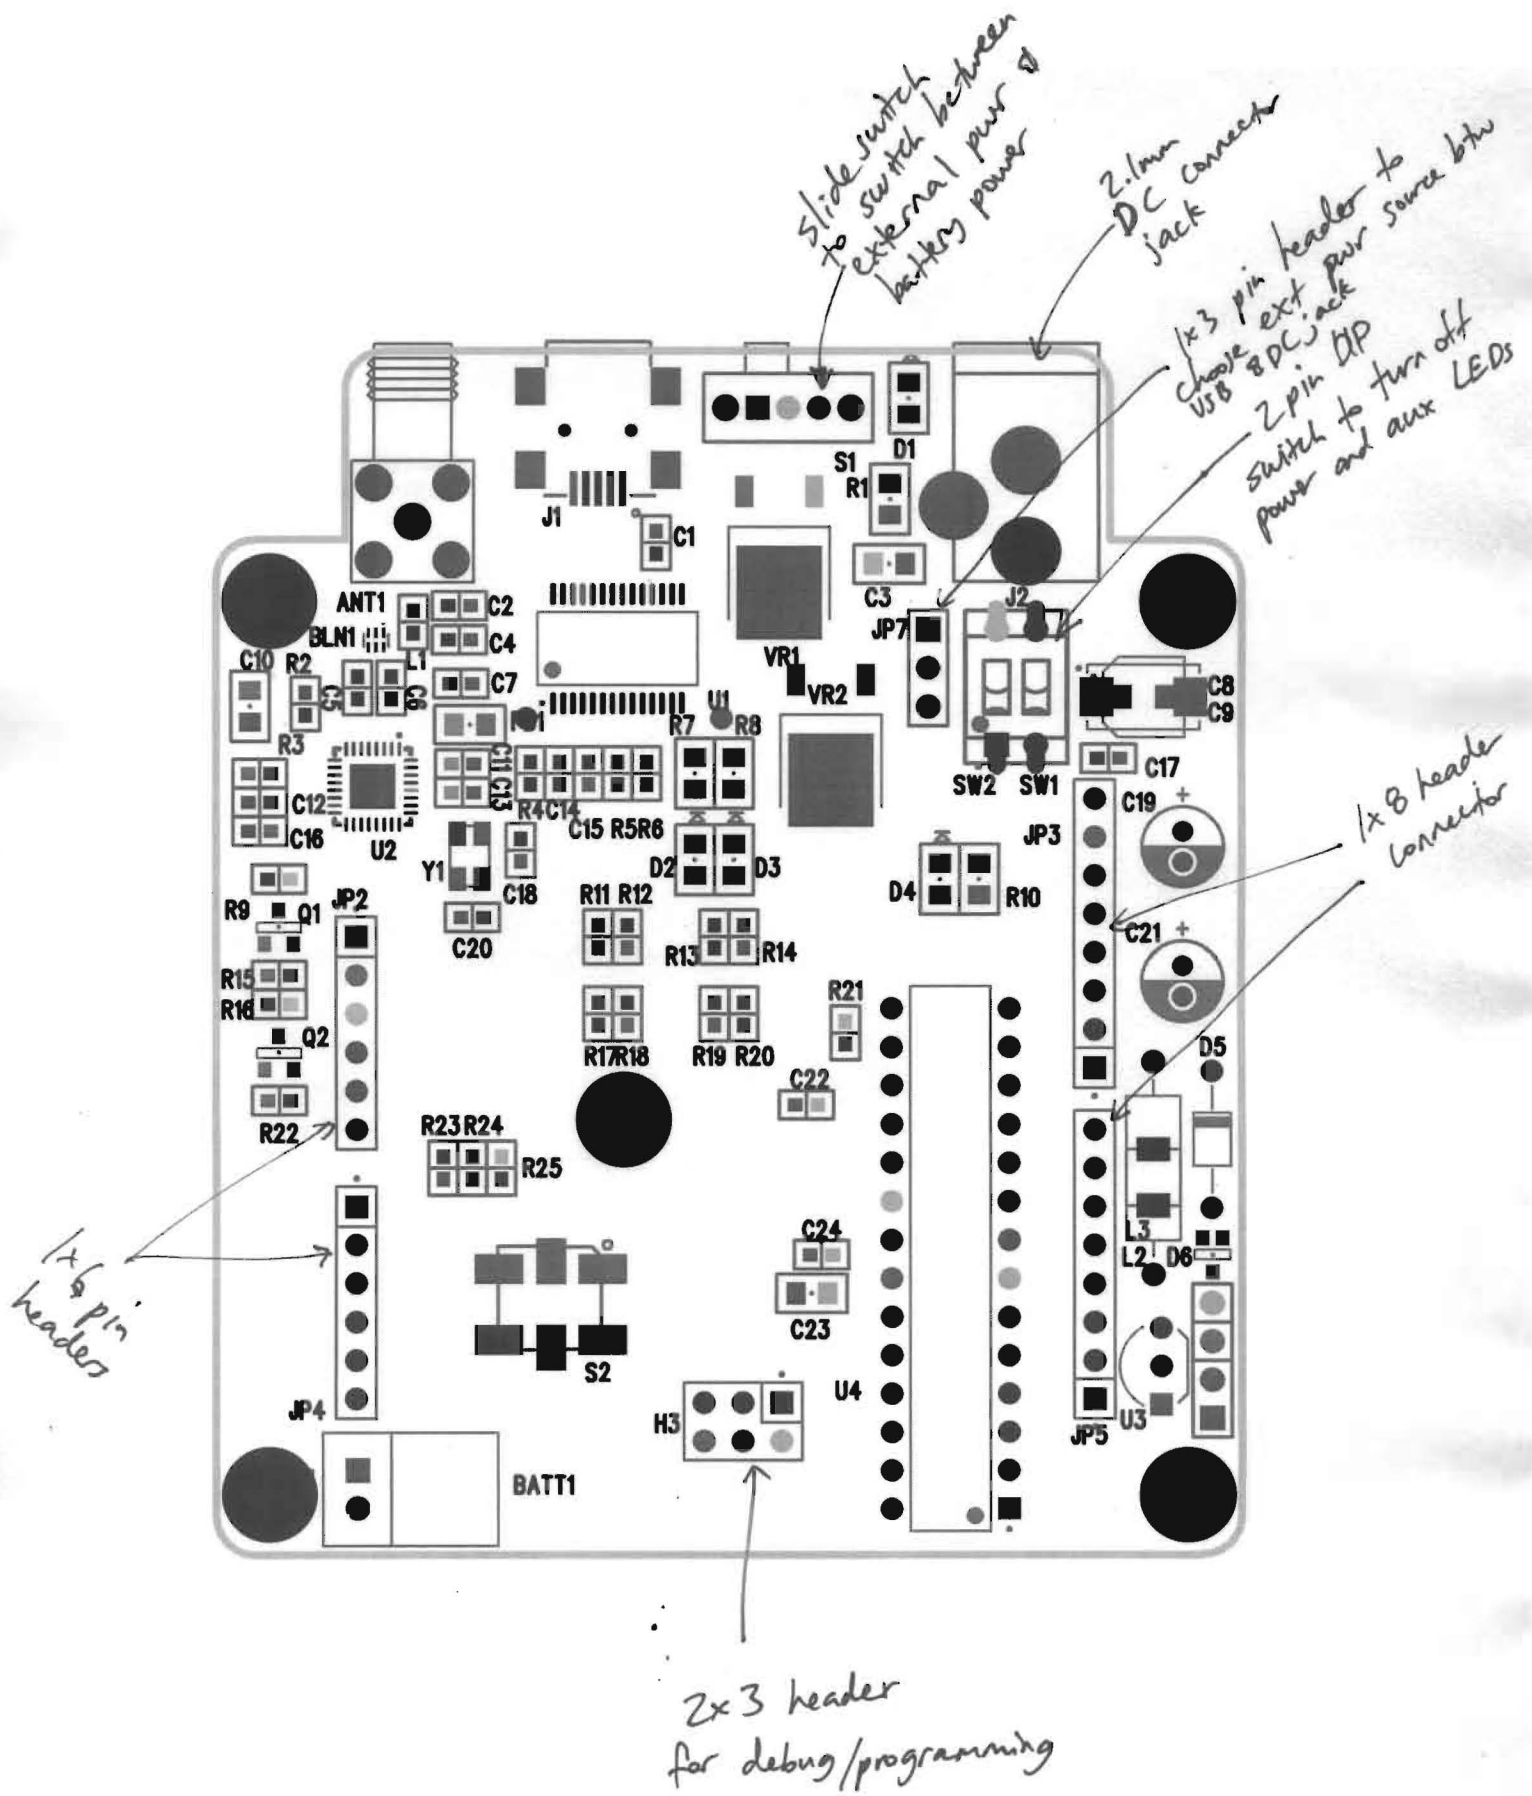 slide switch
to switch between
external pwr &
battery power
2.1mm
DC connector
jack
1x3 pin header to
choose ext pwr source btw
USB & DC jack
2 pin DIP
switch to turn off
power and aux LEDs
1x8 header
connector
1x6 pin
headers
2x3 header
for debug/programming
S1
D1
R1
J1
C1
C3
J2
ANT1
C2
BLN1
C4
L1
JP7
VR1
C10
R2
C5
C6
C7
VR2
C8
C9
U1
R7
R8
R3
C11
C13
C17
C12
C16
U2
R4
C14
C15
R5
R6
SW2
SW1
C19
+
JP3
Y1
C18
D2
D3
D4
R10
R9
Q1
JP2
C20
R11
R12
R13
R14
C21
+
R15
R16
Q2
R17
R18
R19
R20
R21
D5
R22
C22
R23
R24
R25
C24
C23
L3
L2
D6
S2
H3
U4
JP4
JP5
U3
BATT1